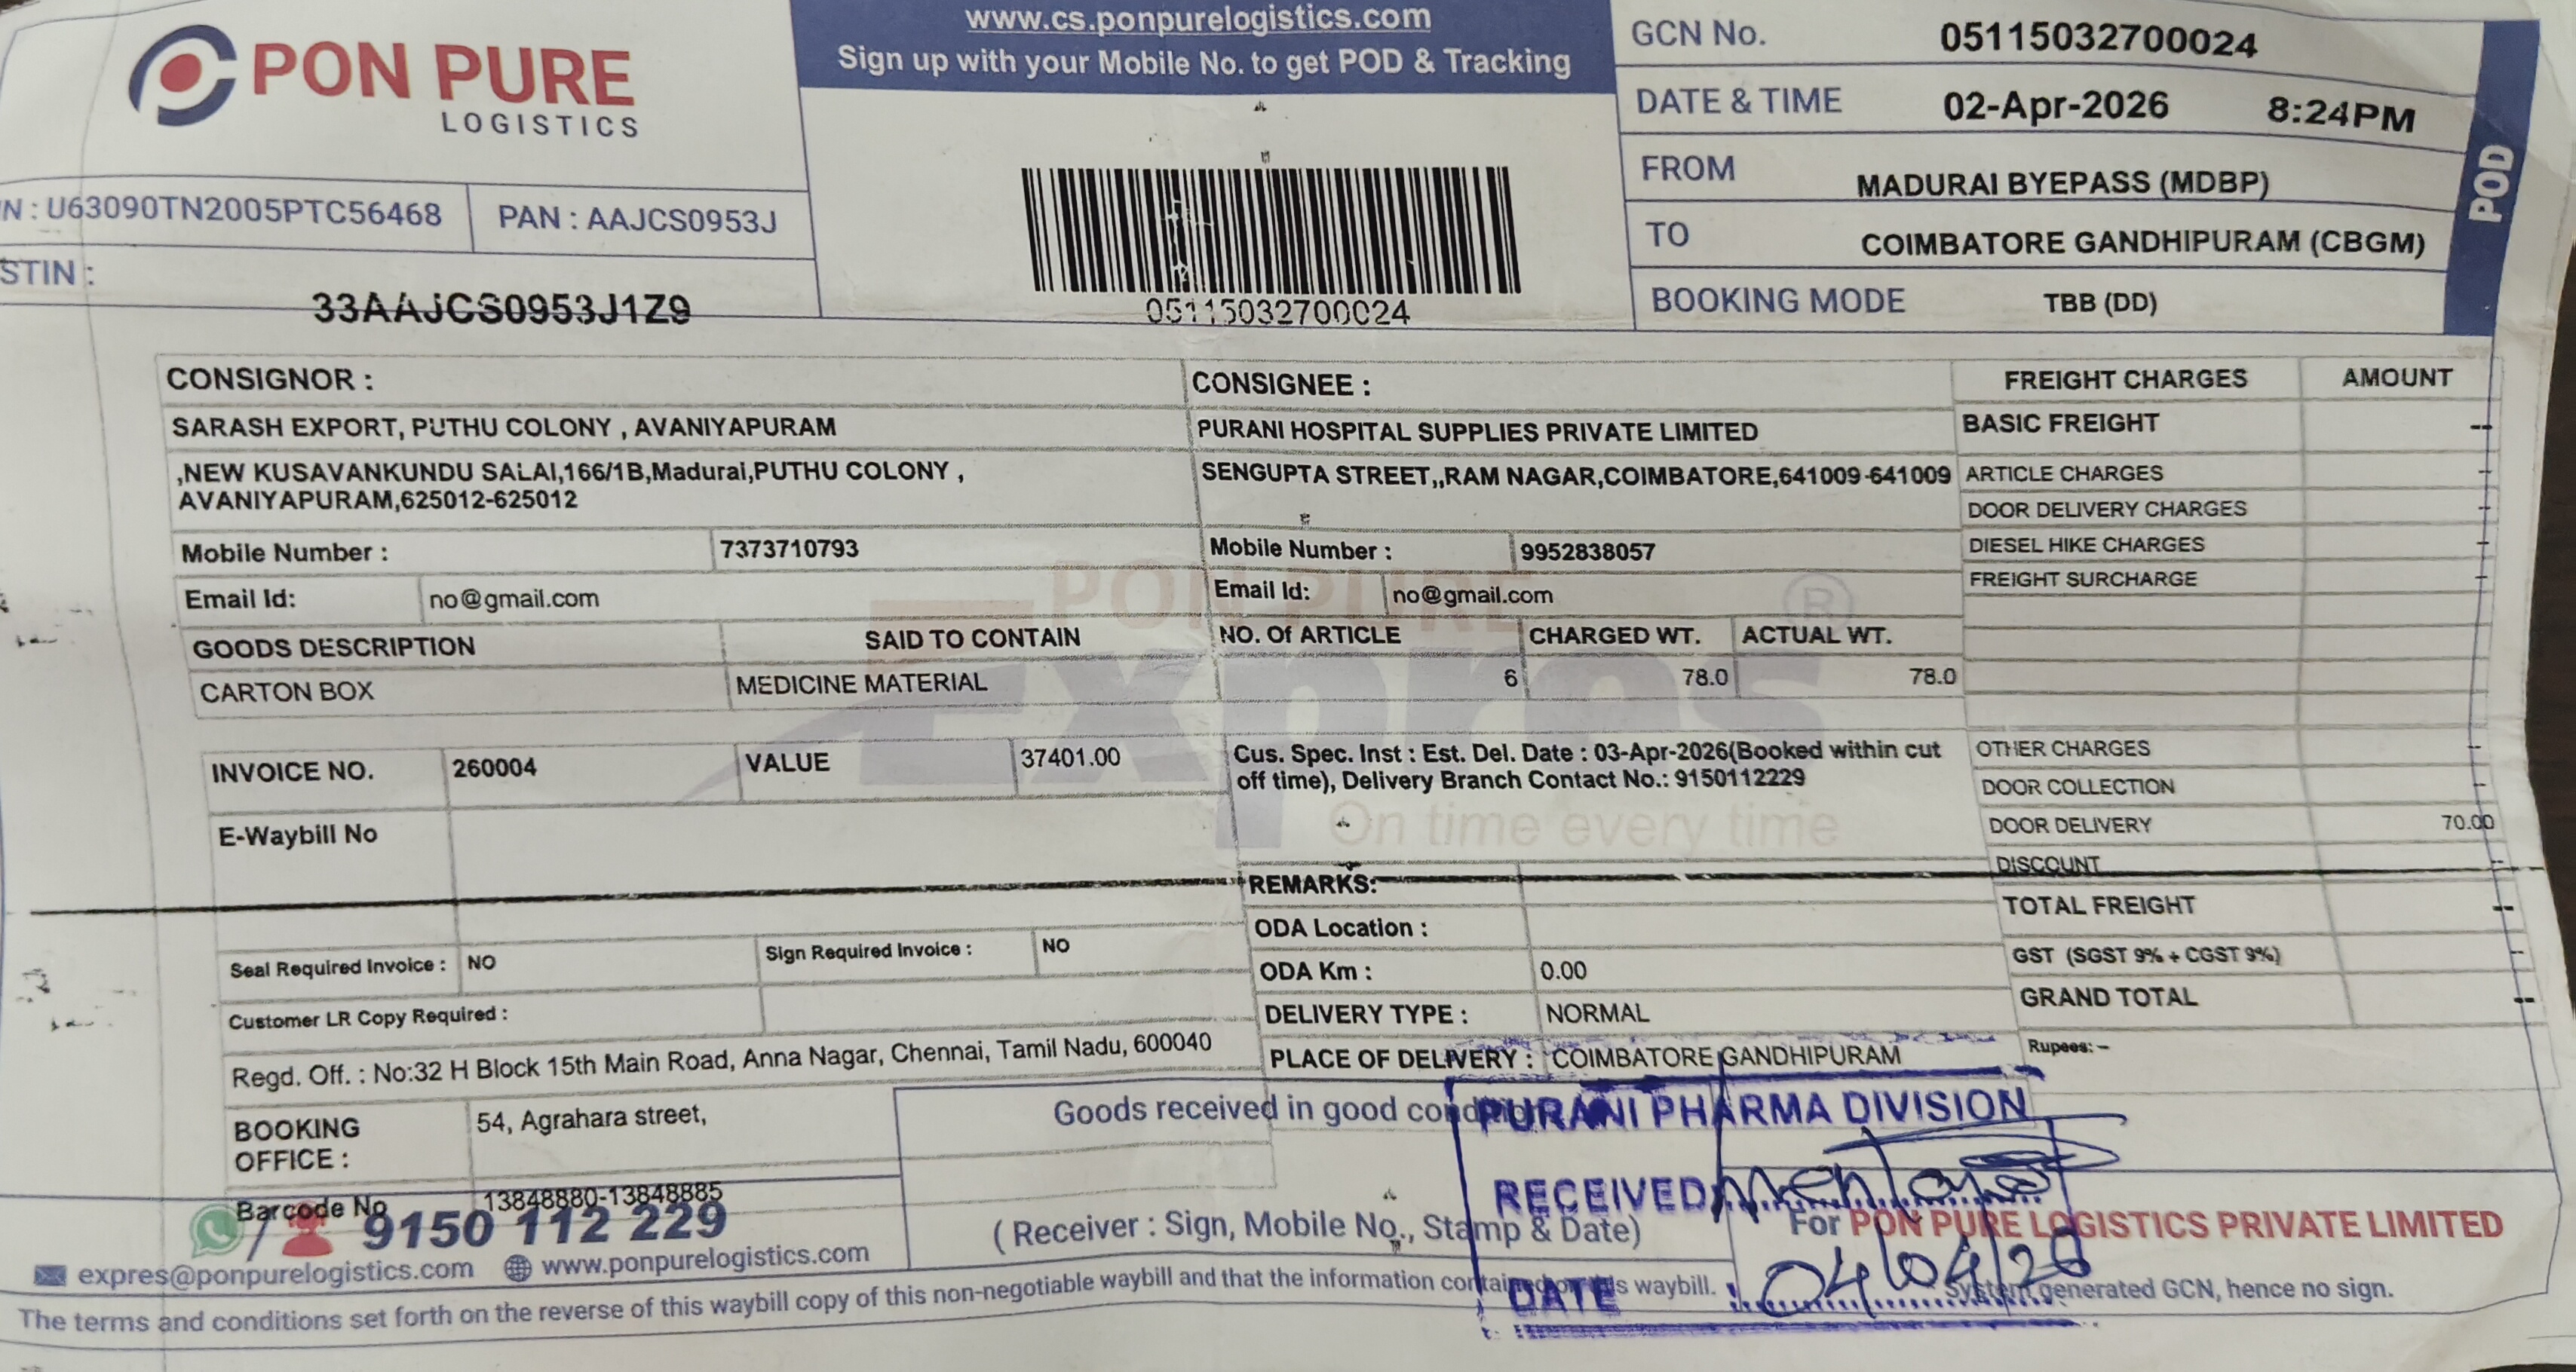 PON PURE
LOGISTICS
www.cs.ponpurelogistics.com
Sign up with your Mobile No. to get POD & Tracking
GCN No. 05115032700024
DATE & TIME 02-Apr-2026 8:24PM
FROM MADURAI BYEPASS (MDBP)
TO COIMBATORE GANDHIPURAM (CBGM)
BOOKING MODE TBB (DD)
POD
N : U63090TN2005PTC56468 PAN : AAJCS0953J
STIN :
33AAJCS0953J1Z9
05115032700024
CONSIGNOR :
SARASH EXPORT, PUTHU COLONY , AVANIYAPURAM
,NEW KUSAVANKUNDU SALAI,166/1B,Madurai,PUTHU COLONY ,
AVANIYAPURAM,625012-625012
Mobile Number : 7373710793
Email Id: no@gmail.com
CONSIGNEE :
PURANI HOSPITAL SUPPLIES PRIVATE LIMITED
SENGUPTA STREET,,RAM NAGAR,COIMBATORE,641009-641009
Mobile Number : 9952838057
Email Id: no@gmail.com
FREIGHT CHARGES AMOUNT
BASIC FREIGHT --
ARTICLE CHARGES --
DOOR DELIVERY CHARGES --
DIESEL HIKE CHARGES --
FREIGHT SURCHARGE --
GOODS DESCRIPTION SAID TO CONTAIN NO. Of ARTICLE CHARGED WT. ACTUAL WT.
CARTON BOX MEDICINE MATERIAL 6 78.0 78.0
PON PURE
Expres ®
On time every time
INVOICE NO. 260004 VALUE 37401.00
E-Waybill No
Cus. Spec. Inst : Est. Del. Date : 03-Apr-2026(Booked within cut
off time), Delivery Branch Contact No.: 9150112229
OTHER CHARGES --
DOOR COLLECTION --
DOOR DELIVERY 70.00
DISCOUNT --
TOTAL FREIGHT --
GST (SGST 9% + CGST 9%) --
GRAND TOTAL --
Rupees: –
REMARKS:
ODA Location :
ODA Km : 0.00
DELIVERY TYPE : NORMAL
PLACE OF DELIVERY : COIMBATORE GANDHIPURAM
Seal Required Invoice : NO Sign Required Invoice : NO
Customer LR Copy Required :
Regd. Off. : No:32 H Block 15th Main Road, Anna Nagar, Chennai, Tamil Nadu, 600040
BOOKING OFFICE : 54, Agrahara street,
Barcode No 13848880-13848885
Goods received in good
( Receiver : Sign, Mobile No., Stamp & Date)
PURANI PHARMA DIVISION
RECEIVED
DATE 04/04/26
For PON PURE LOGISTICS PRIVATE LIMITED
System generated GCN, hence no sign.
/ 9150 112 229
expres@ponpurelogistics.com www.ponpurelogistics.com
The terms and conditions set forth on the reverse of this waybill copy of this non-negotiable waybill and that the information waybill.